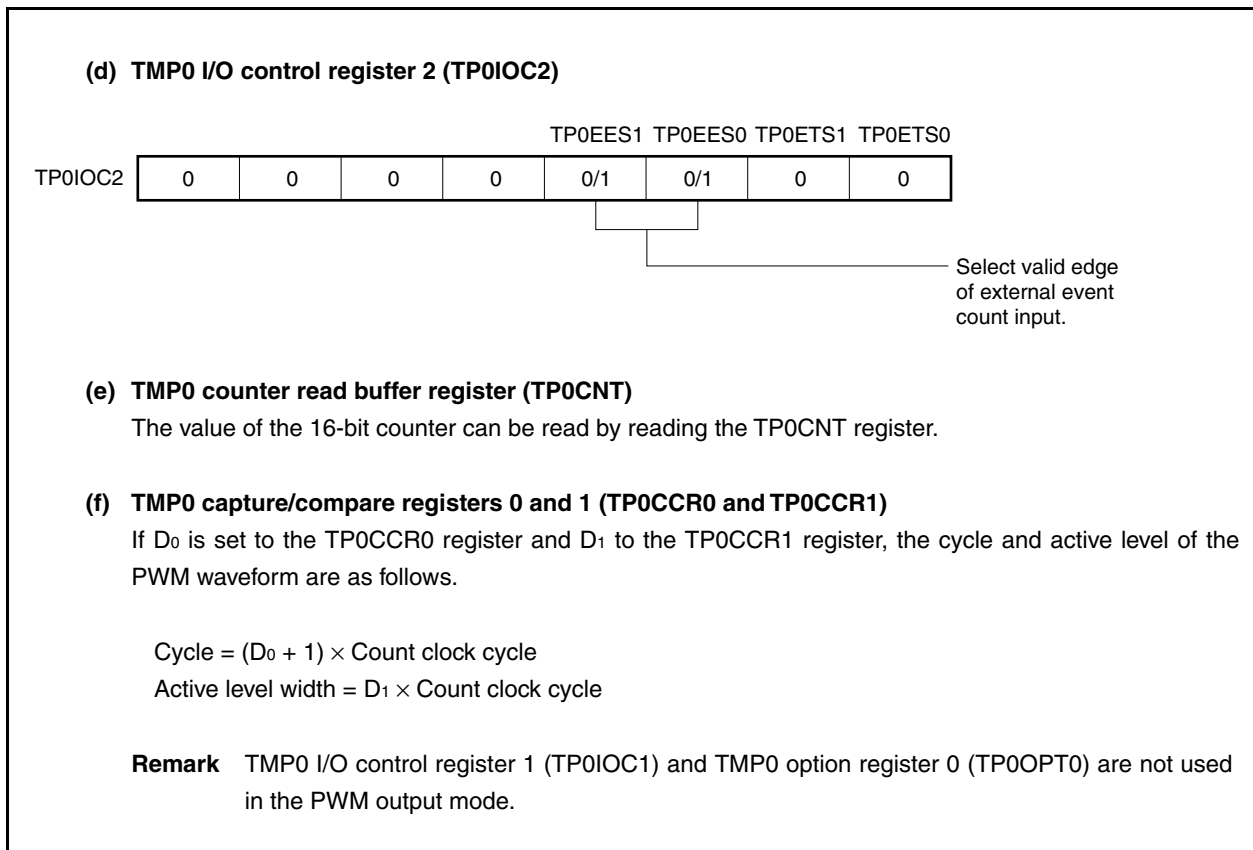 (d) TMP0 I/O control register 2 (TP0IOC2)
TP0EES1 TP0EES0 TP0ETS1 TP0ETS0
TP0IOC2 0 0 0 0 0/1 0/1 0 0
Select valid edge
of external event
count input.
(e) TMP0 counter read buffer register (TP0CNT)
The value of the 16-bit counter can be read by reading the TP0CNT register.
(f) TMP0 capture/compare registers 0 and 1 (TP0CCR0 and TP0CCR1)
If D0 is set to the TP0CCR0 register and D1 to the TP0CCR1 register, the cycle and active level of the
PWM waveform are as follows.
Cycle = (D0 + 1) × Count clock cycle
Active level width = D1 × Count clock cycle
Remark TMP0 I/O control register 1 (TP0IOC1) and TMP0 option register 0 (TP0OPT0) are not used
in the PWM output mode.